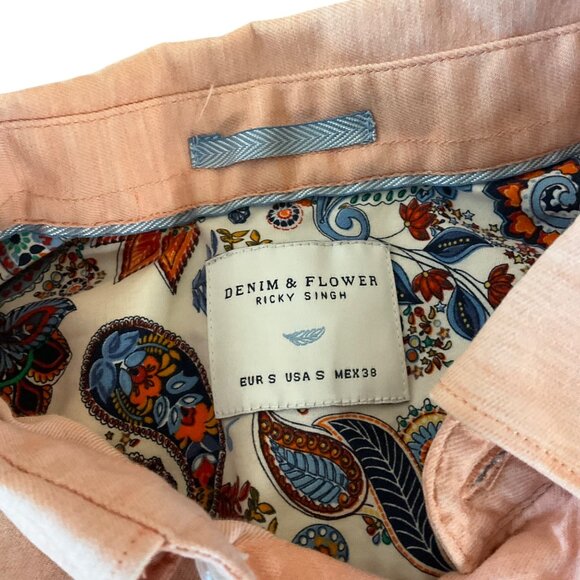 DENIM & FLOWER
RICKY SINGH
EUR S USA S MEX 38